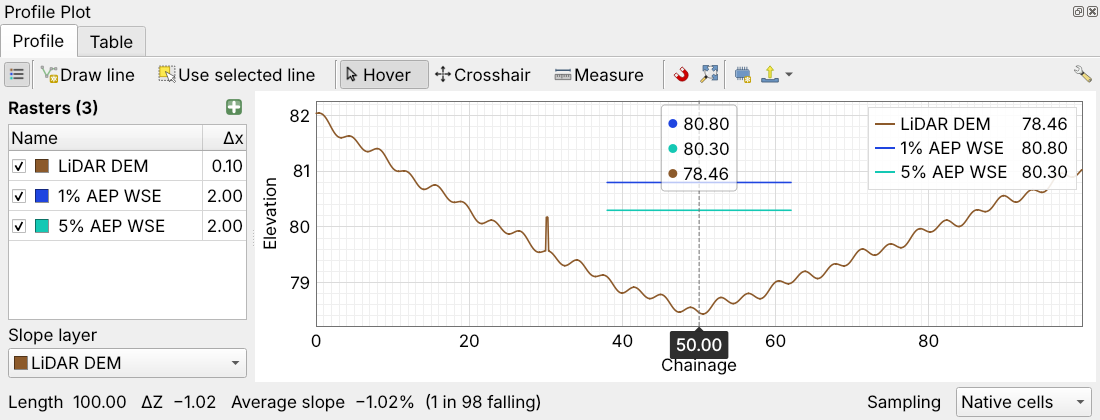 Profile Plot
Profile Table
Draw line Use selected line Hover Crosshair Measure
Rasters (3)
Name Δx
LiDAR DEM 0.10
1% AEP WSE 2.00
5% AEP WSE 2.00
Slope layer
LiDAR DEM
Elevation
82
81
80
79
80.80
80.30
78.46
LiDAR DEM 78.46
1% AEP WSE 80.80
5% AEP WSE 80.30
0 20 40 60 80
50.00
Chainage
Length 100.00 ΔZ −1.02 Average slope −1.02% (1 in 98 falling) Sampling Native cells